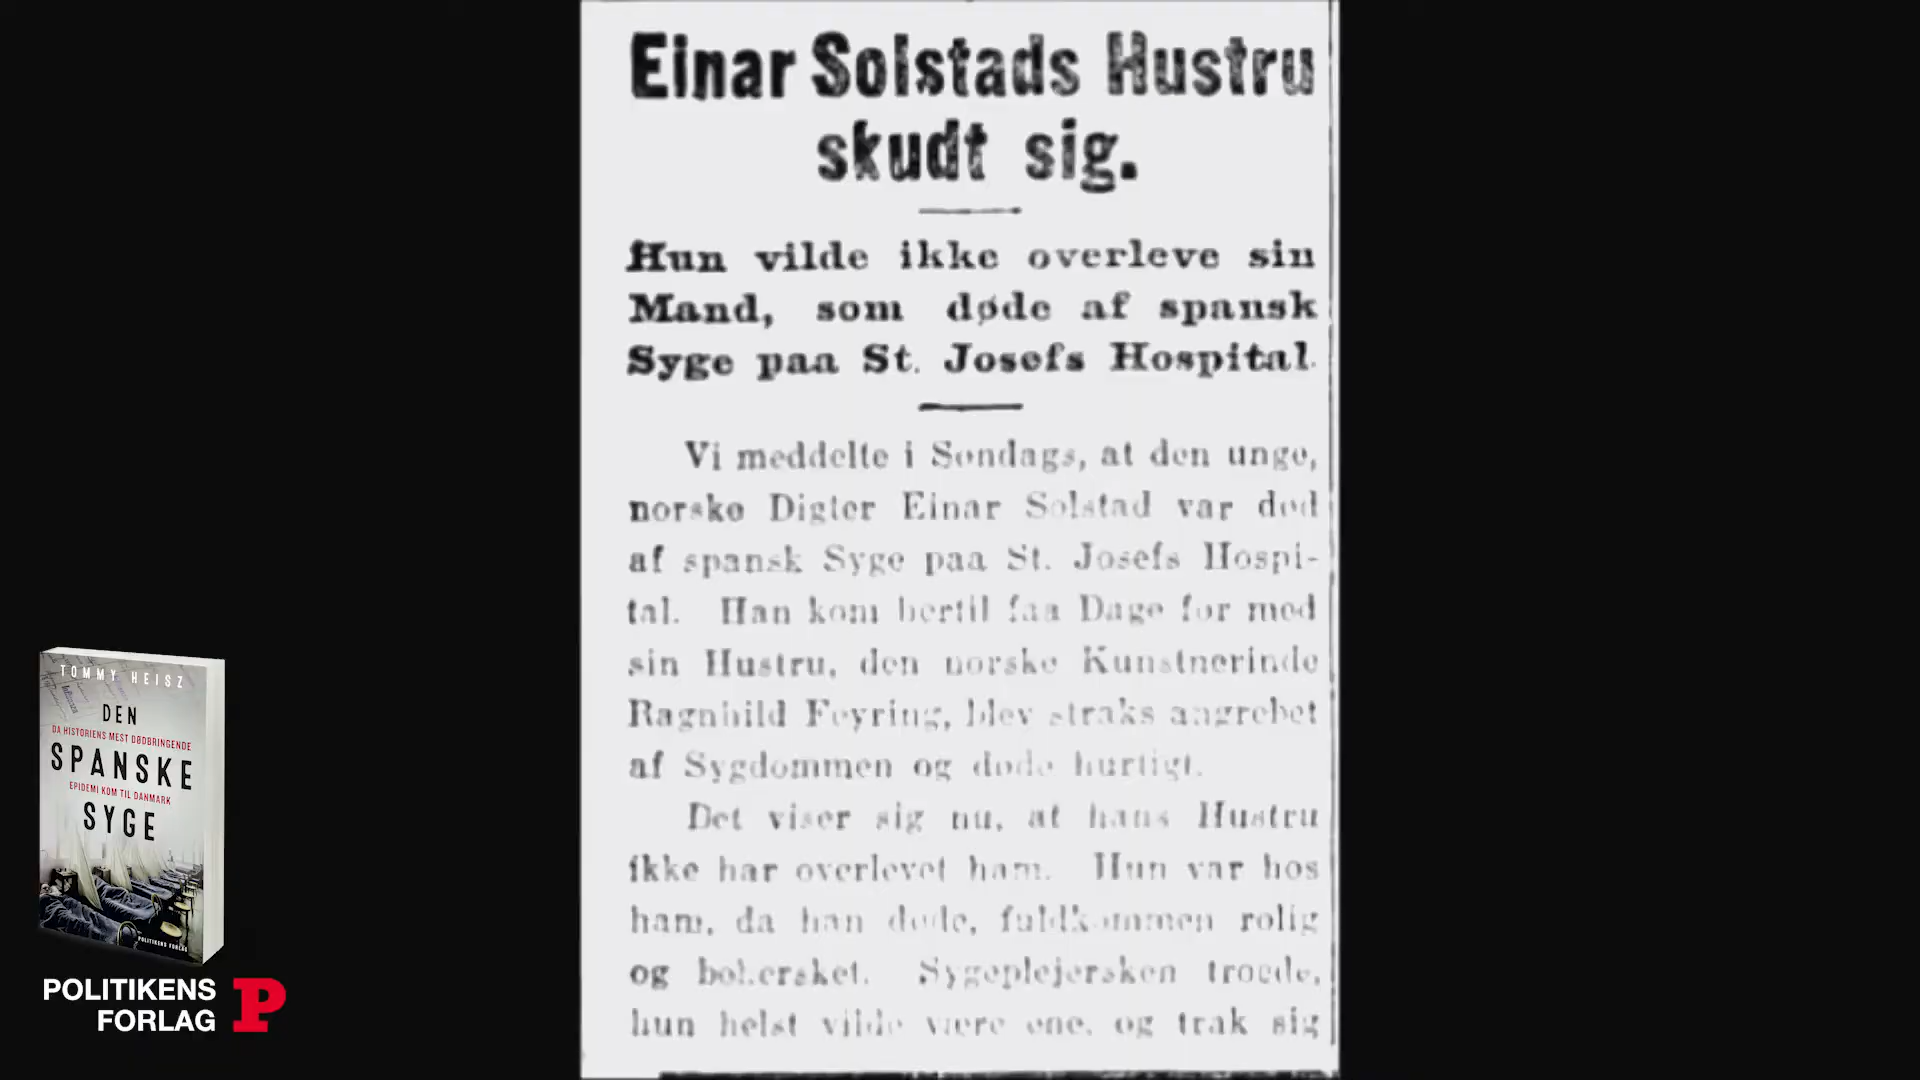 Einar Solstads Hustru
skudt sig.
Hun vilde ikke overleve sin
Mand, som døde af spansk
Syge paa St. Josefs Hospital.
Vi meddelte i Søndags, at den unge,
norske Digter Einar Solstad var død
af spansk Syge paa St. Josefs Hospi-
tal. Han kom hertil faa Dage før med
sin Hustru, den norske Kunstnerinde
Ragnhild Feyring, blev straks angrebet
af Sygdommen og døde hurtigt.
Det viser sig nu, at hans Hustru
ikke har overlevet ham. Hun var hos
ham, da han døde, fuldkommen rolig
og behersket. Sygeplejersken troede,
hun helst vilde være ene, og trak sig
TOMMY HEISZ
DEN
DA HISTORIENS MEST DØDBRINGENDE
SPANSKE
EPIDEMI KOM TIL DANMARK
SYGE
POLITIKENS FORLAG
POLITIKENS
FORLAG
P